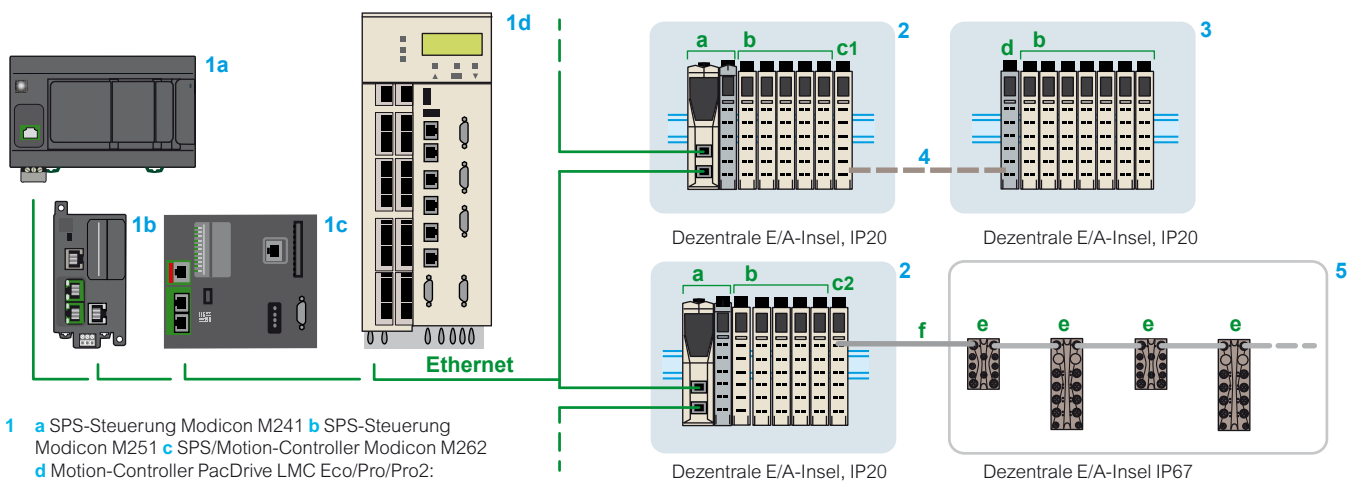 1a
1d
a b c1 2
d b 3
4
1b
1c
Dezentrale E/A-Insel, IP20
Dezentrale E/A-Insel, IP20
a b c2 2
5
f e e e e
Ethernet
1 a SPS-Steuerung Modicon M241 b SPS-Steuerung
Modicon M251 c SPS/Motion-Controller Modicon M262
d Motion-Controller PacDrive LMC Eco/Pro/Pro2:
Dezentrale E/A-Insel, IP20
Dezentrale E/A-Insel IP67